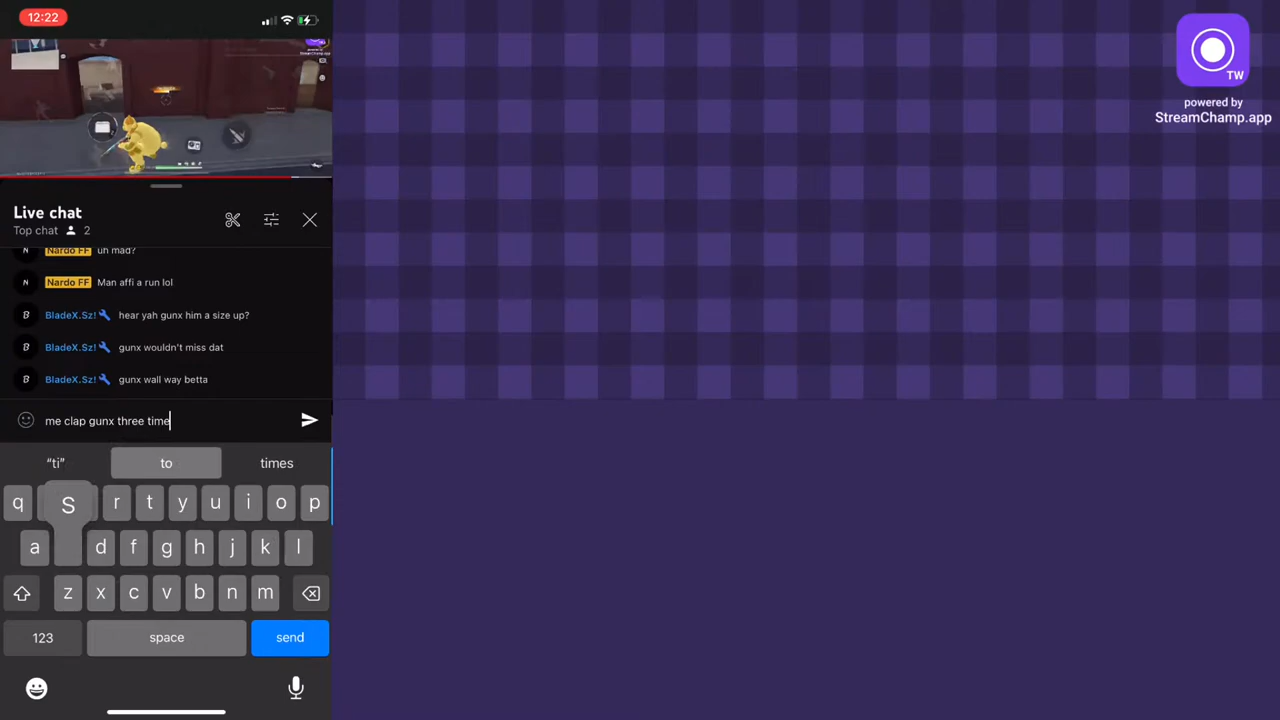 12:22
TW
powered by
StreamChamp.app
Live chat
Top chat 2
N Nardo FF uh mad?
N Nardo FF Man affi a run lol
B BladeX.Sz! hear yah gunx him a size up?
B BladeX.Sz! gunx wouldn't miss dat
B BladeX.Sz! gunx wall way betta
me clap gunx three time
“ti” to times
q S r t y u i o p
a d f g h j k l
z x c v b n m
123 space send